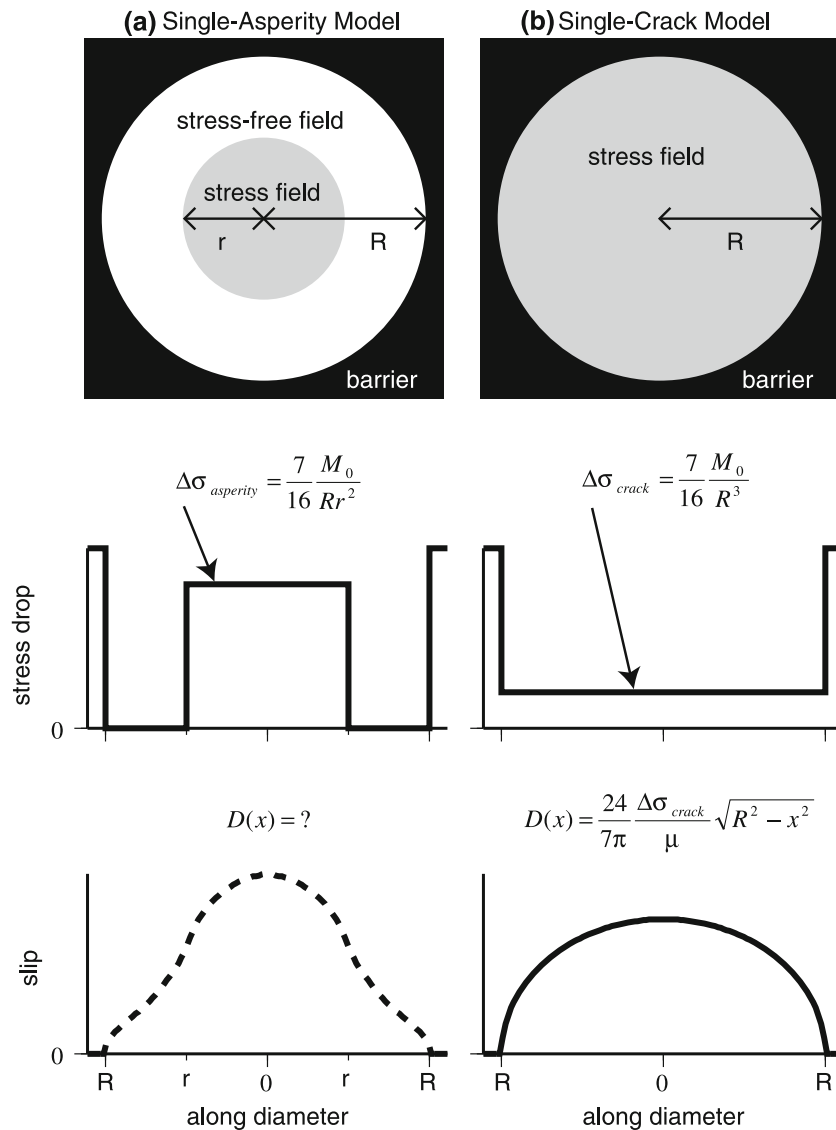 (a) Single-Asperity Model
(b) Single-Crack Model
stress-free field
stress field
r
R
barrier
stress field
R
barrier
Δσ_asperity = 7/16 M_0/Rr^2
Δσ_crack = 7/16 M_0/R^3
stress drop
0
D(x) = ?
D(x) = 24/7π Δσ_crack/μ √(R^2 − x^2)
slip
0
R r 0 r R
R 0 R
along diameter
along diameter